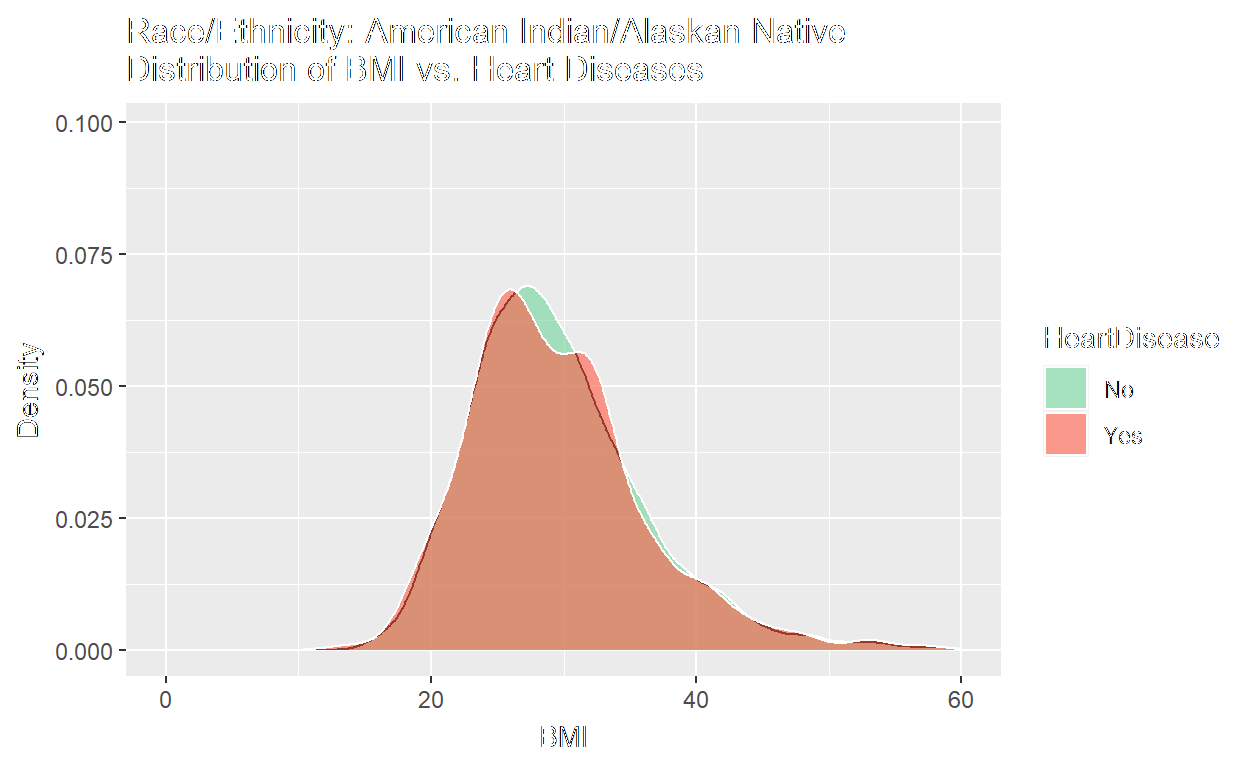 Race/Ethnicity: American Indian/Alaskan Native
Distribution of BMI vs. Heart Diseases
0.100
0.075
0.050
0.025
0.000
Density
0 20 40 60
BMI
HeartDisease
No
Yes